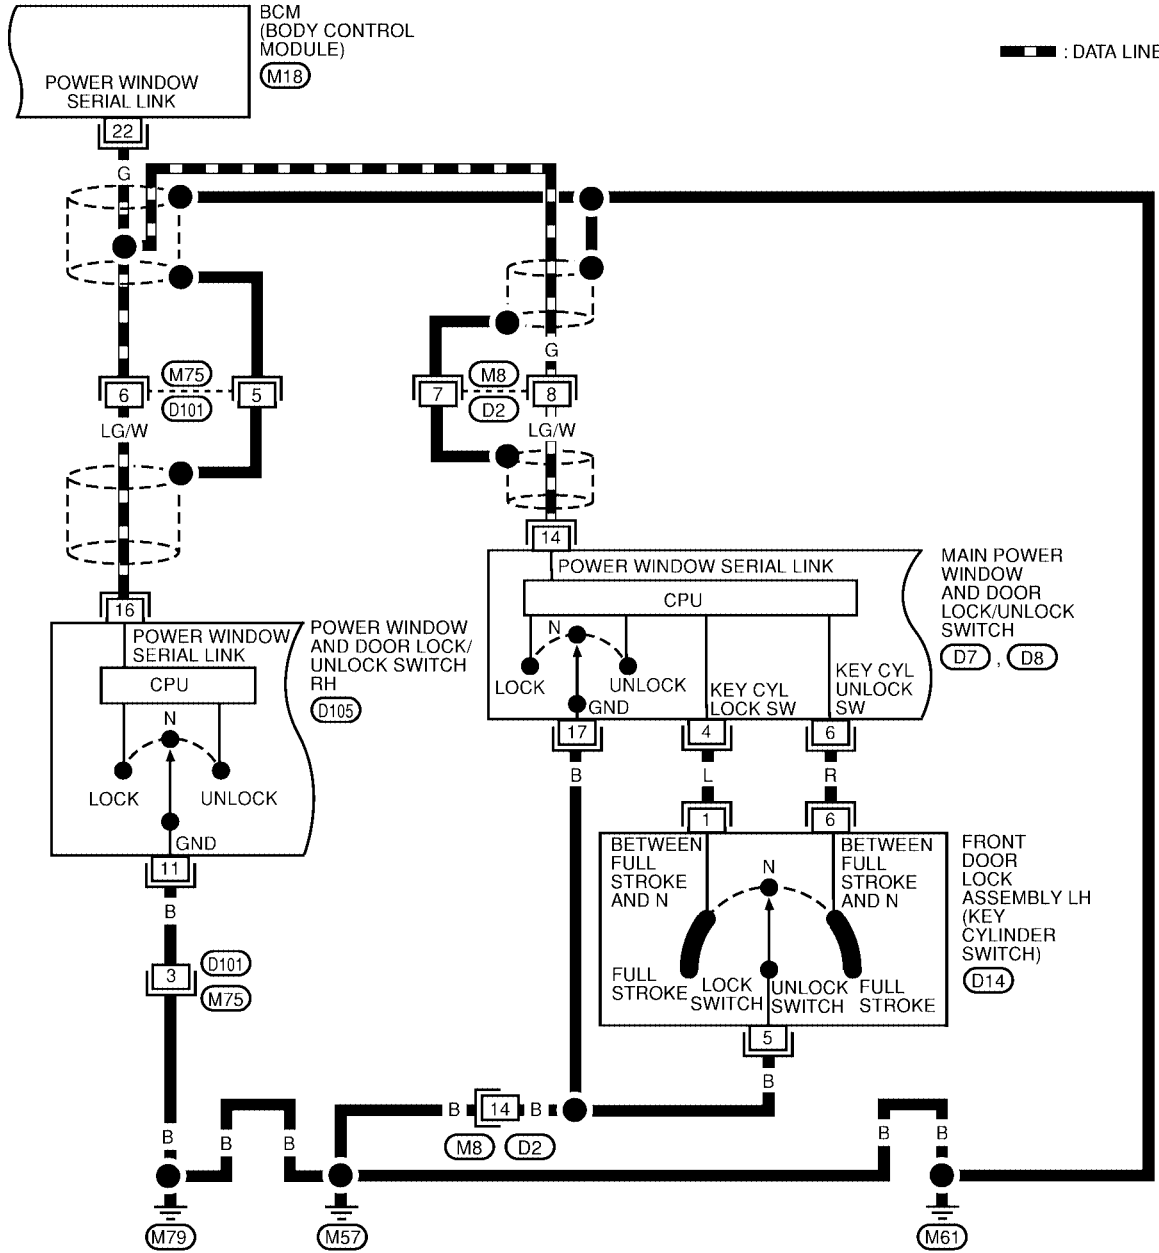 BCM
(BODY CONTROL
MODULE)
M18
: DATA LINE
POWER WINDOW
SERIAL LINK
22
G
G
M75
M8
6
5
7
8
D101
D2
LG/W
LG/W
14
POWER WINDOW SERIAL LINK
CPU
N
LOCK
UNLOCK
GND
KEY CYL
LOCK SW
KEY CYL
UNLOCK
SW
MAIN POWER
WINDOW
AND DOOR
LOCK/UNLOCK
SWITCH
D7 , D8
16
POWER WINDOW
SERIAL LINK
CPU
N
LOCK
UNLOCK
GND
POWER WINDOW
AND DOOR LOCK/
UNLOCK SWITCH
RH
D105
17
4
6
B
L
R
1
6
BETWEEN
FULL
STROKE
AND N
N
BETWEEN
FULL
STROKE
AND N
FULL
STROKE
LOCK
SWITCH
UNLOCK
SWITCH
FULL
STROKE
FRONT
DOOR
LOCK
ASSEMBLY LH
(KEY
CYLINDER
SWITCH)
D14
11
B
3
D101
M75
5
B
B
14
B
M8
D2
B
B
B
B
B
M79
M57
M61